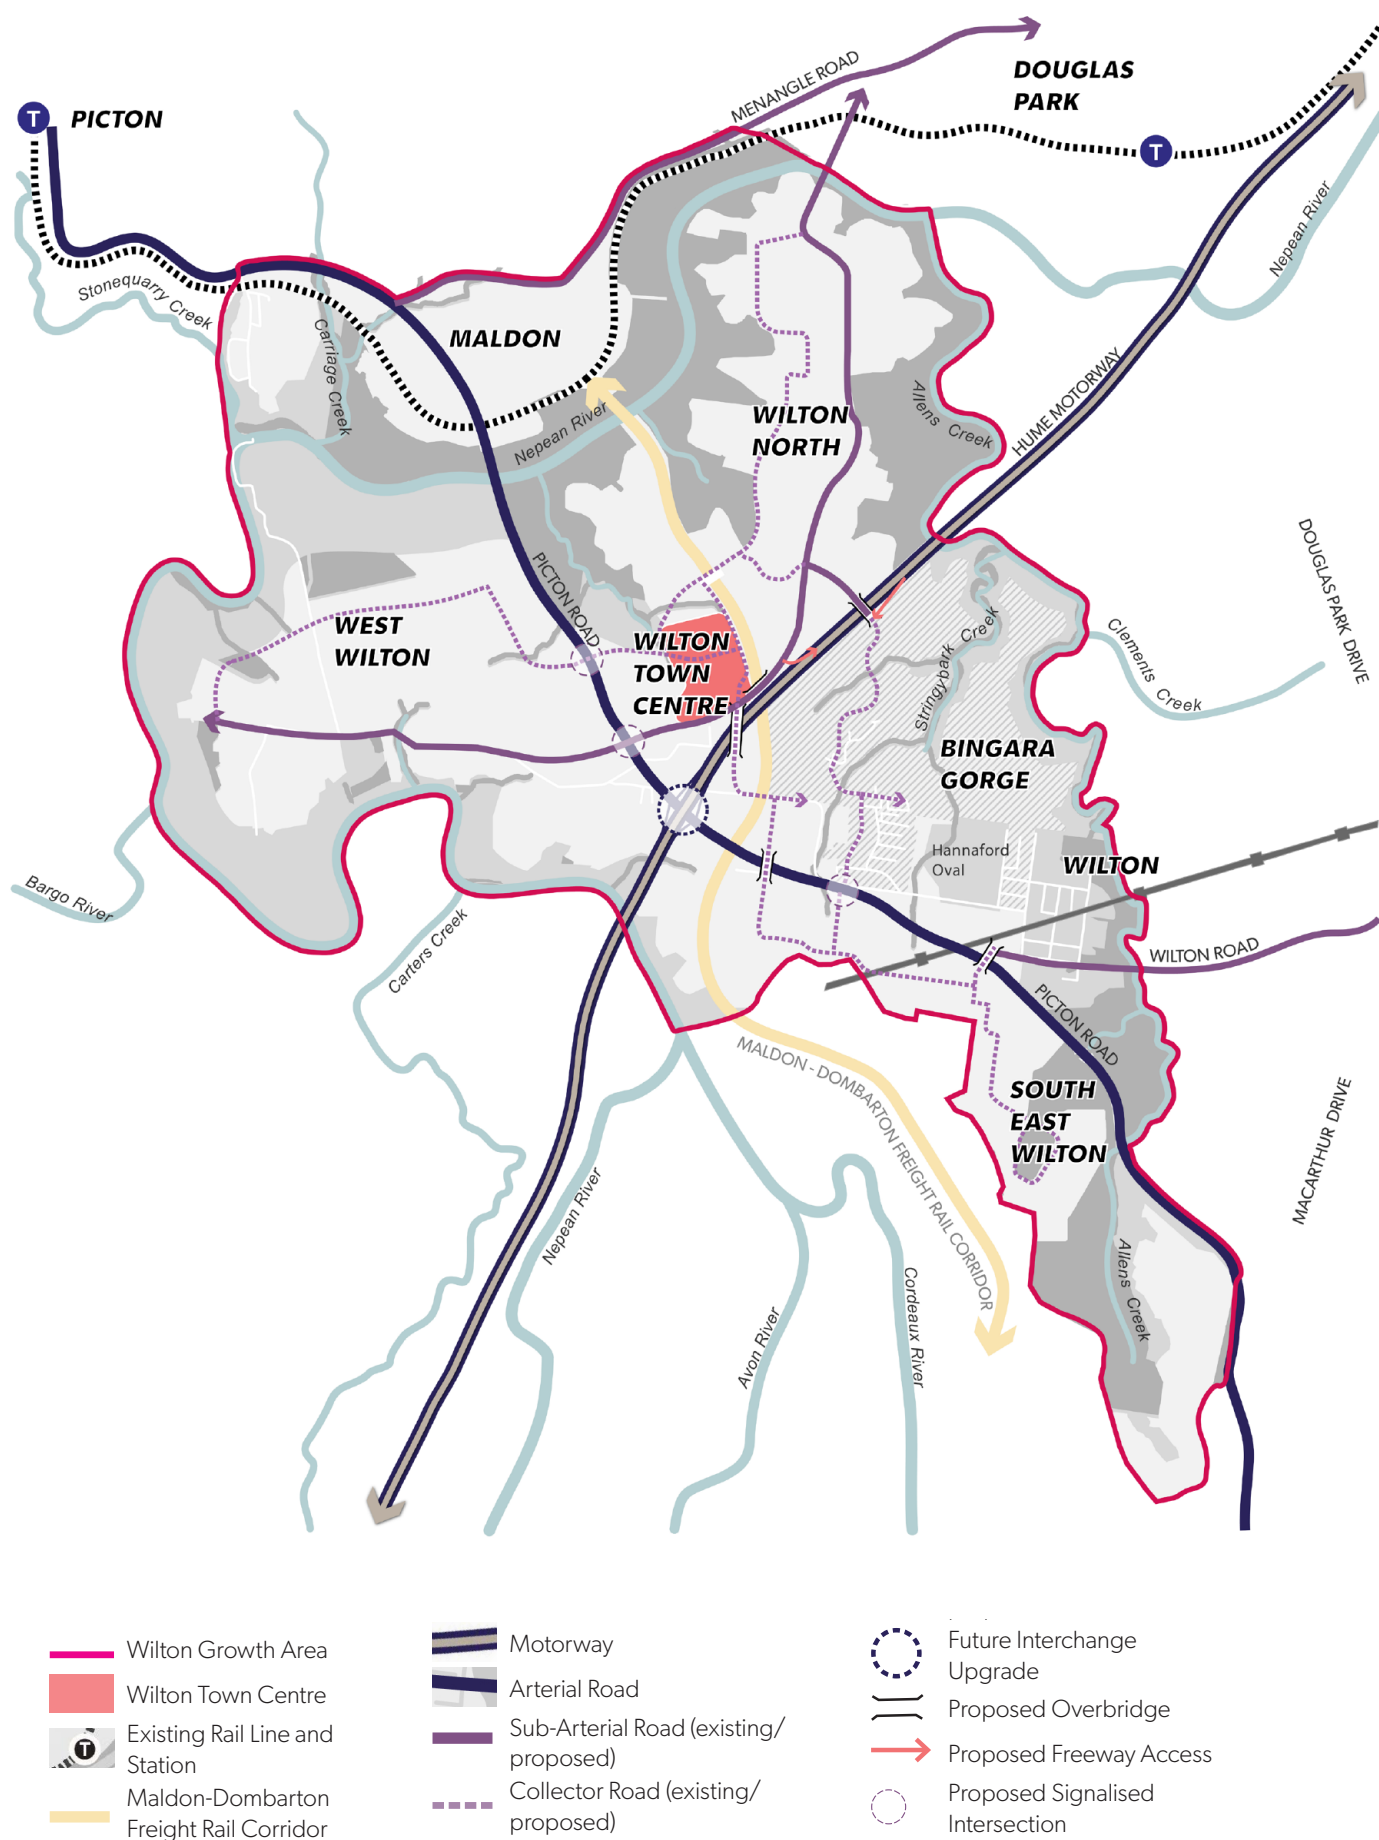 MENANGLE ROAD
DOUGLAS
PARK
T
PICTON
T
Nepean River
Stonequarry Creek
Carriage Creek
MALDON
HUME MOTORWAY
Allens Creek
WILTON
NORTH
Nepean River
DOUGLAS PARK DRIVE
PICTON ROAD
WEST
WILTON
WILTON
TOWN
CENTRE
Stringybark Creek
Clements Creek
BINGARA
GORGE
Hannaford
Oval
WILTON
Bargo River
Carters Creek
WILTON ROAD
PICTON ROAD
MALDON - DOMBARTON FREIGHT RAIL CORRIDOR
SOUTH
EAST
WILTON
MACARTHUR DRIVE
Nepean River
Avon River
Cordeaux River
Allens Creek
Wilton Growth Area
Wilton Town Centre
T
Existing Rail Line and
Station
Maldon-Dombarton
Freight Rail Corridor
Motorway
Arterial Road
Sub-Arterial Road (existing/
proposed)
Collector Road (existing/
proposed)
Future Interchange
Upgrade
Proposed Overbridge
Proposed Freeway Access
Proposed Signalised
Intersection